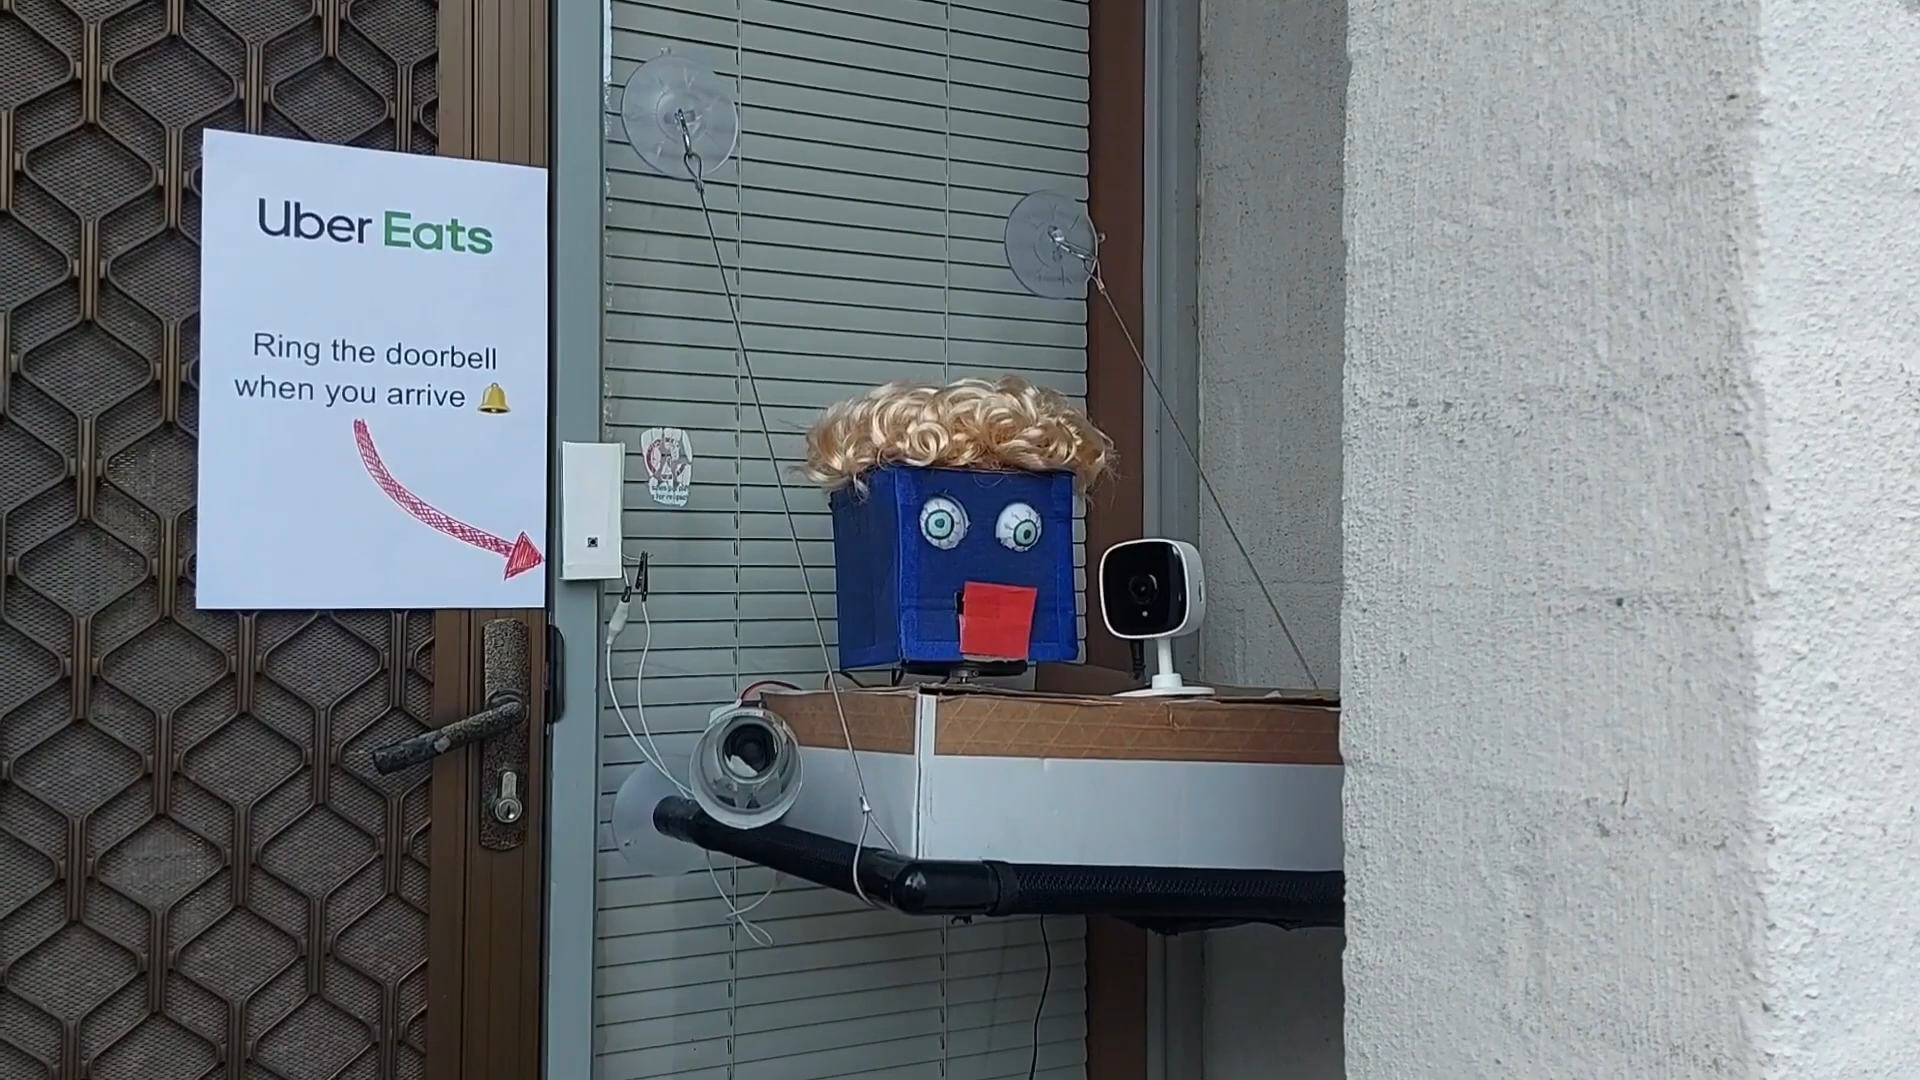 Uber Eats
Ring the doorbell
when you arrive 🔔